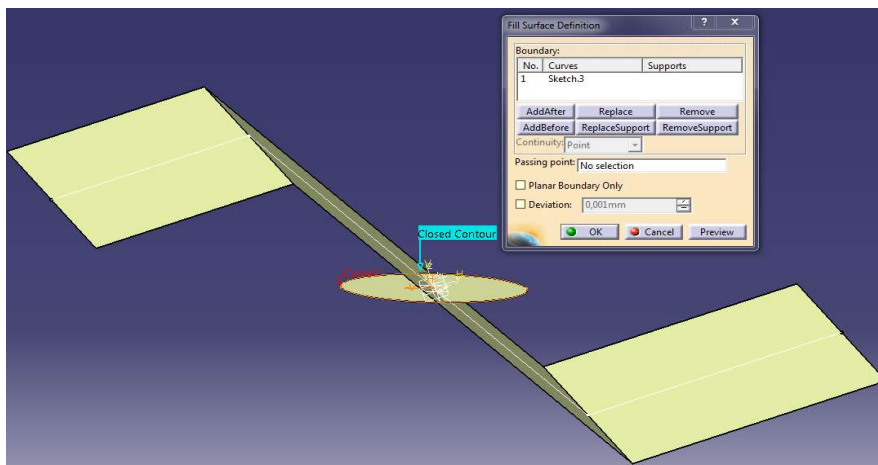 Fill Surface Definition
? X
Boundary:
No. Curves Supports
1 Sketch.3
AddAfter Replace Remove
AddBefore ReplaceSupport RemoveSupport
Continuity: Point
Passing point: No selection
Planar Boundary Only
Deviation: 0,001mm
OK Cancel Preview
Closed Contour